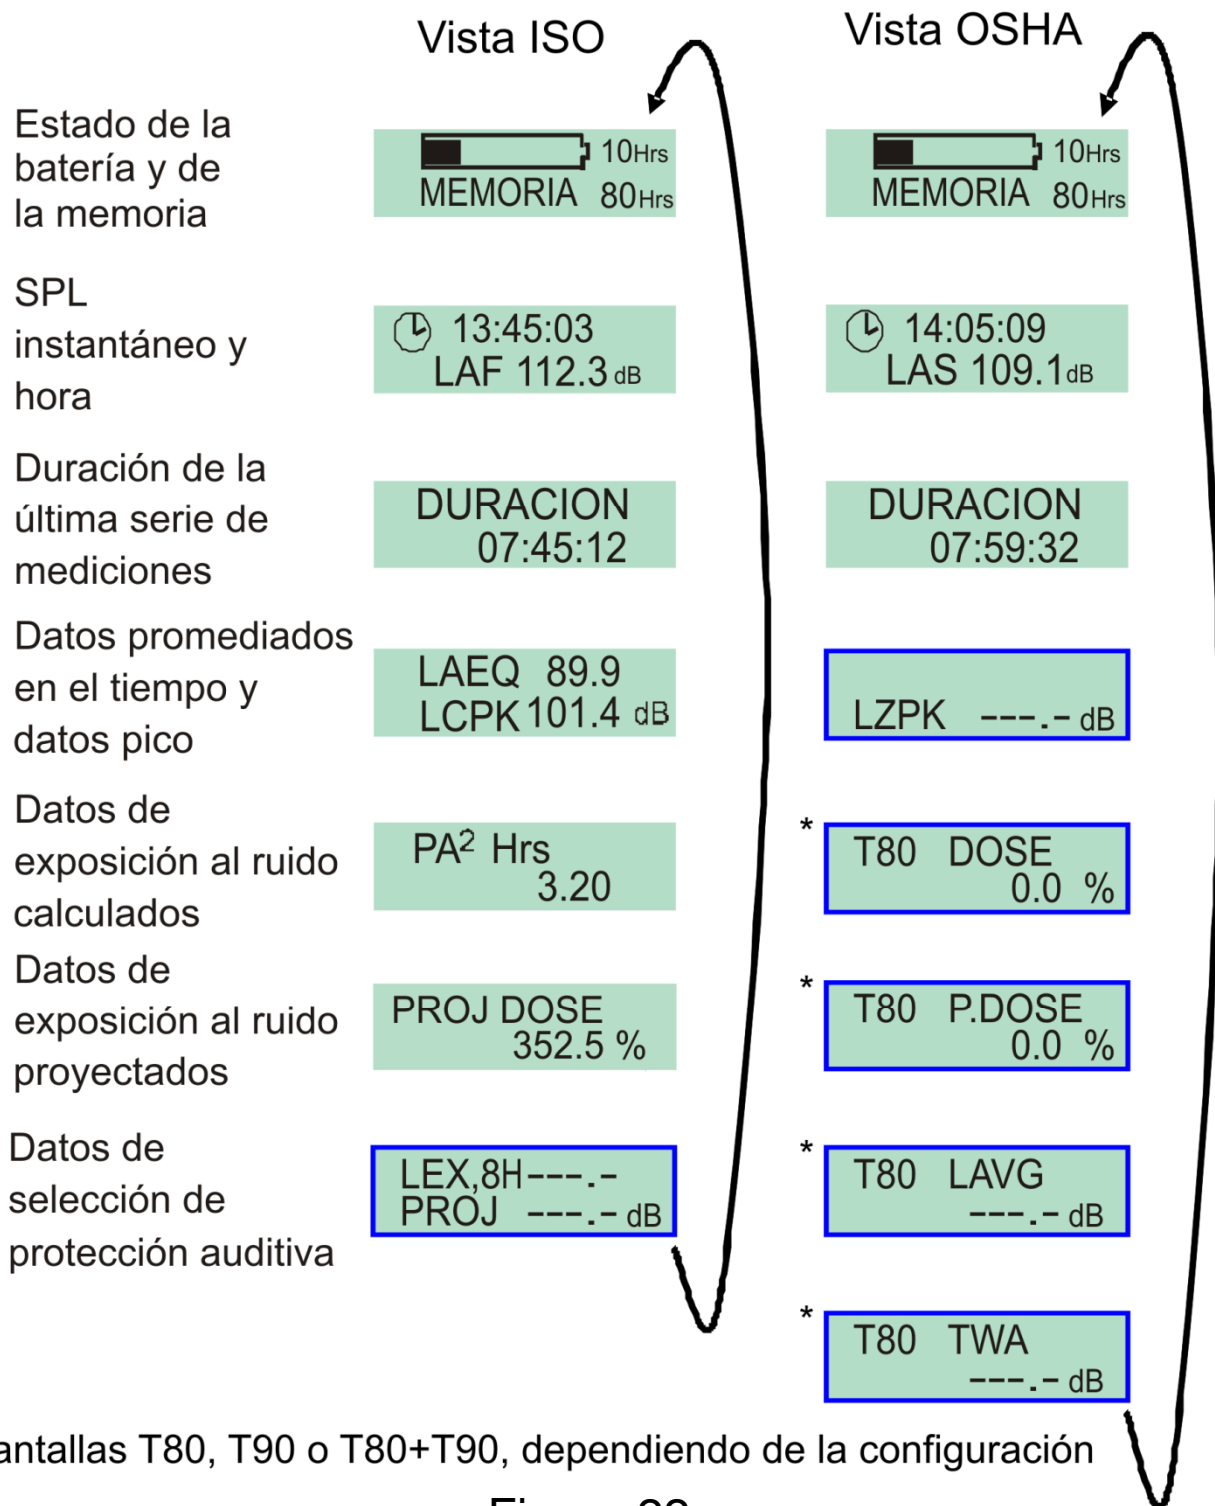 Vista ISO
Vista OSHA
Estado de la
batería y de
la memoria
10Hrs
MEMORIA 80Hrs
10Hrs
MEMORIA 80Hrs
SPL
instantáneo y
hora
13:45:03
LAF 112.3 dB
14:05:09
LAS 109.1dB
Duración de la
última serie de
mediciones
DURACION
07:45:12
DURACION
07:59:32
Datos promediados
en el tiempo y
datos pico
LAEQ 89.9
LCPK 101.4 dB
LZPK ---.- dB
Datos de
exposición al ruido
calculados
PA² Hrs
3.20
*
T80 DOSE
0.0 %
Datos de
exposición al ruido
proyectados
PROJ DOSE
352.5 %
*
T80 P.DOSE
0.0 %
Datos de
selección de
protección auditiva
LEX,8H---.-
PROJ ---.- dB
*
T80 LAVG
---.- dB
*
T80 TWA
---.- dB
antallas T80, T90 o T80+T90, dependiendo de la configuración